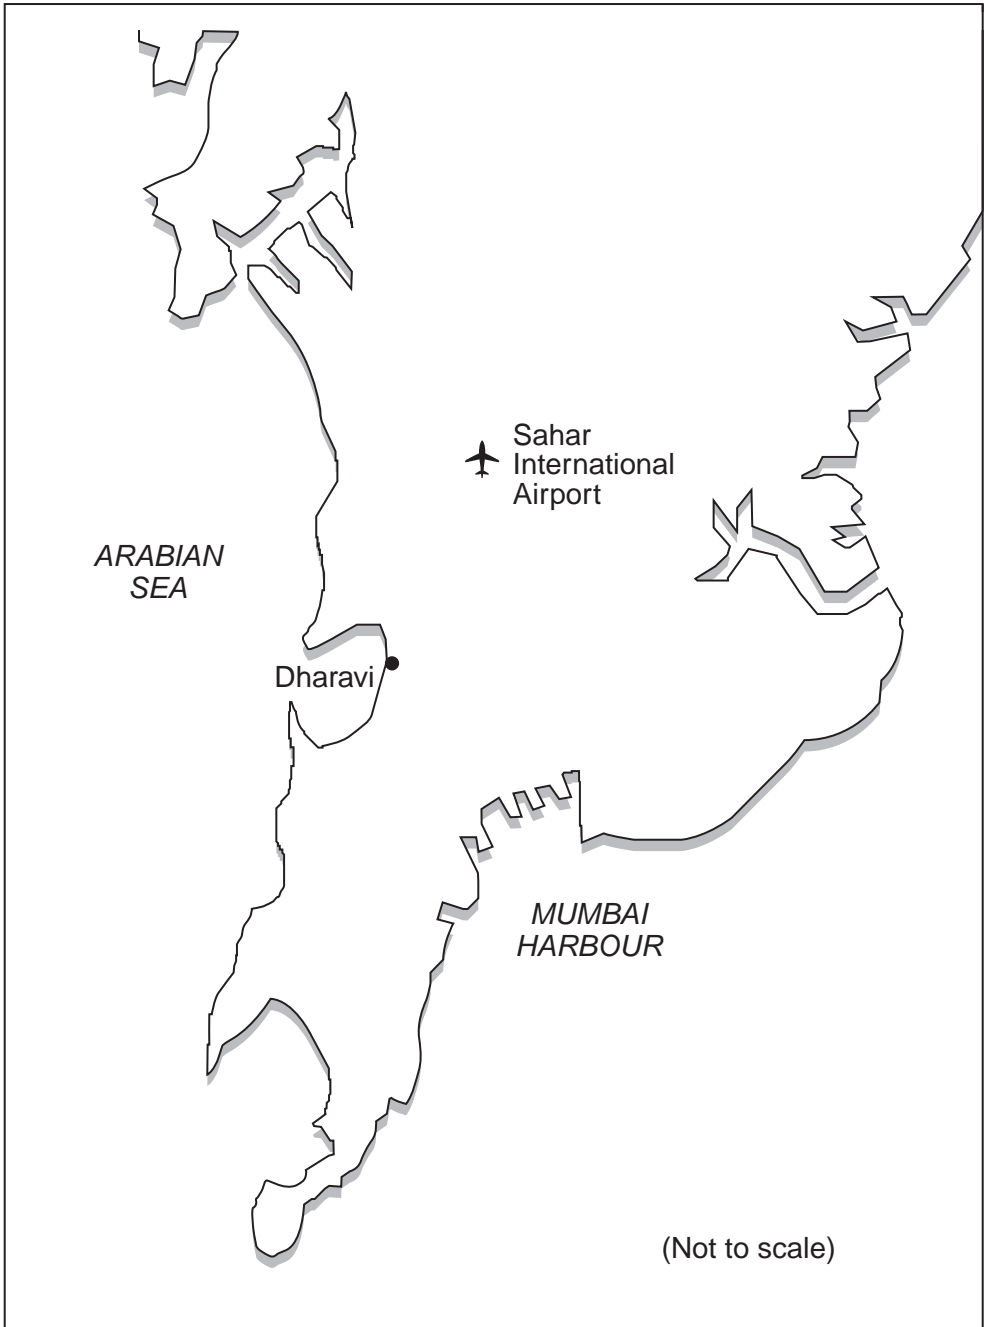 Sahar
International
Airport
ARABIAN
SEA
Dharavi
MUMBAI
HARBOUR
(Not to scale)